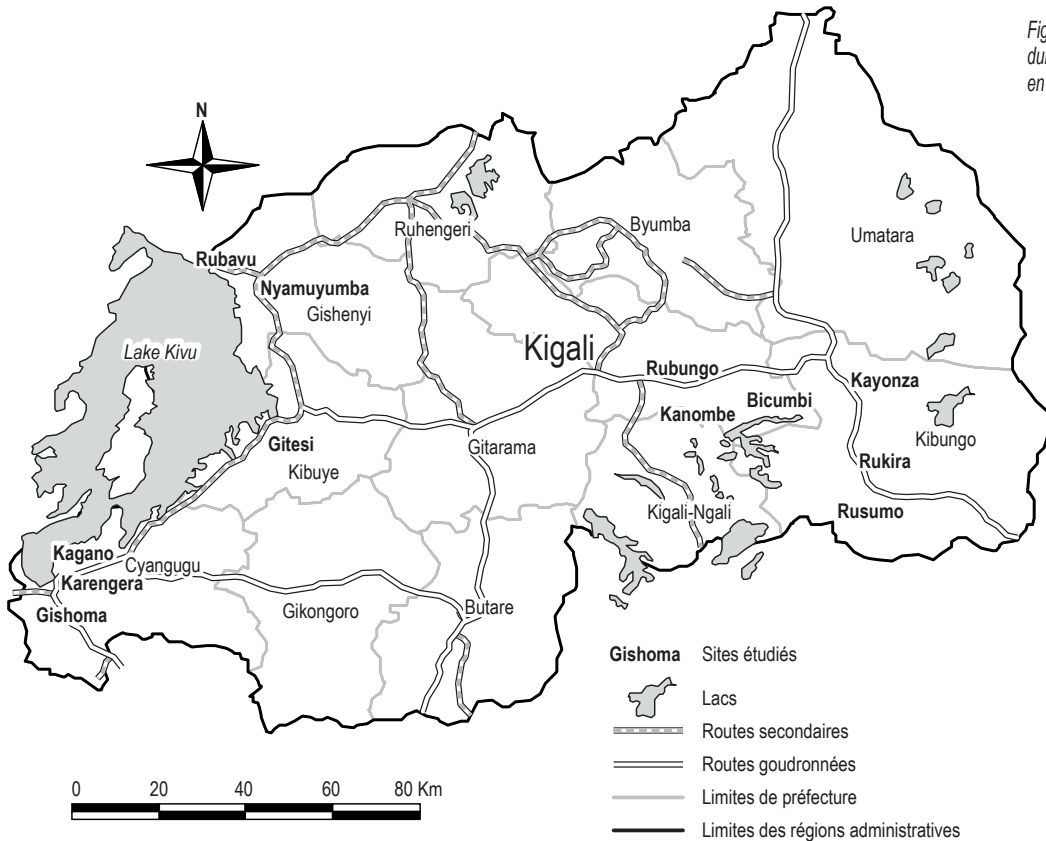 Fig
du
en
N
Ruhengeri
Byumba
Umatara
Rubavu
Nyamuyumba
Gishenyi
Lake Kivu
Kigali
Rubungo
Kayonza
Kanombe
Bicumbi
Gitesi
Gitarama
Kibungo
Kibuye
Rukira
Kigali-Ngali
Rusumo
Kagano
Cyangugu
Karengera
Gikongoro
Butare
Gishoma
Gishoma Sites étudiés
Lacs
Routes secondaires
Routes goudronnées
Limites de préfecture
Limites des régions administratives
0 20 40 60 80 Km